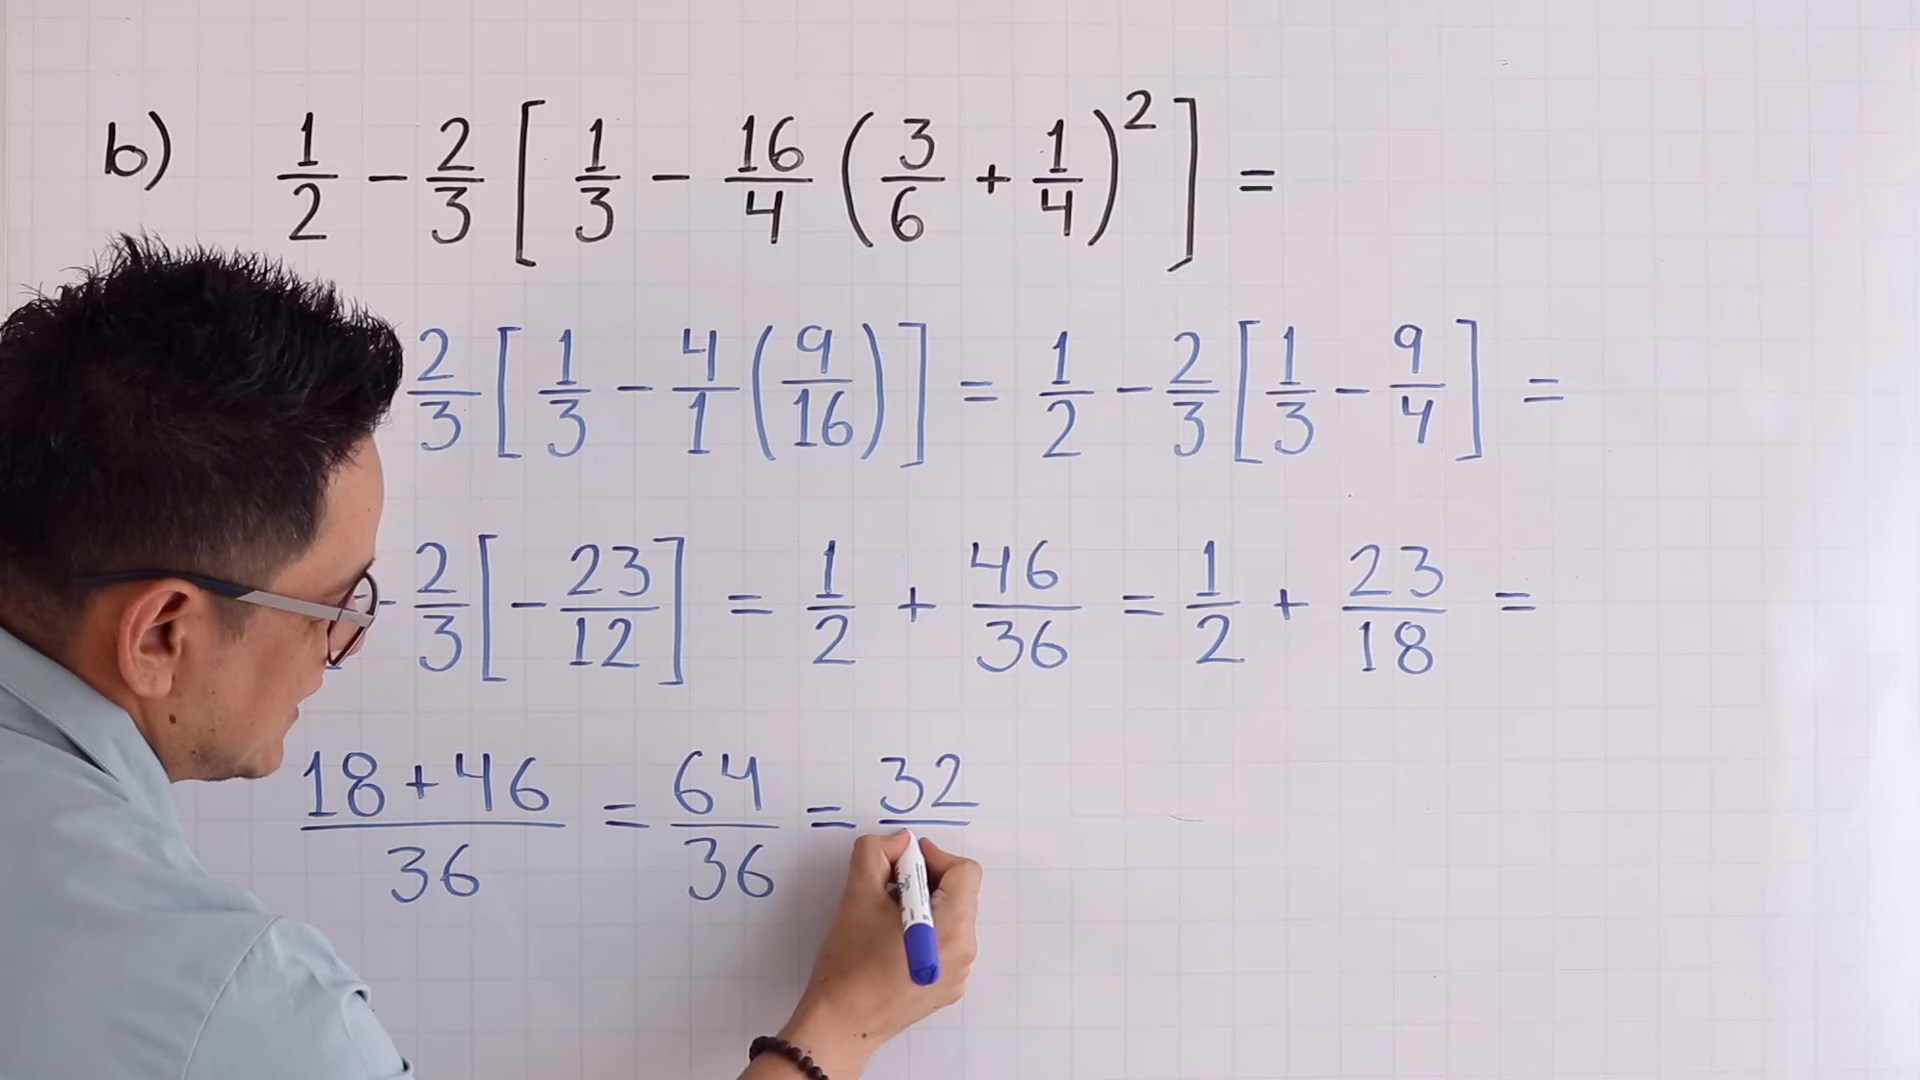 b) 1/2 - 2/3 [ 1/3 - 16/4 ( 3/6 + 1/4 )^2 ] =
2/3 [ 1/3 - 4/1 ( 9/16 ) ] = 1/2 - 2/3 [ 1/3 - 9/4 ] =
- 2/3 [ - 23/12 ] = 1/2 + 46/36 = 1/2 + 23/18 =
18 + 46/36 = 64/36 = 32